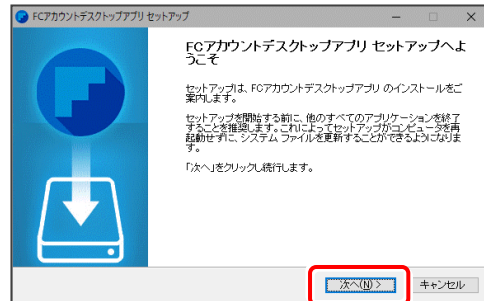 FCアカウントデスクトップアプリ セットアップ
FCアカウントデスクトップアプリ セットアップへよ
うこそ
セットアップは、FCアカウントデスクトップアプリ のインストールをご
案内します。
セットアップを開始する前に、他のすべてのアプリケーションを終了
することを推奨します。これによってセットアップがコンピュータを再
起動せずに、システム ファイルを更新することができるようになりま
す。
「次へ」をクリックし続行します。
次へ(N) >
キャンセル